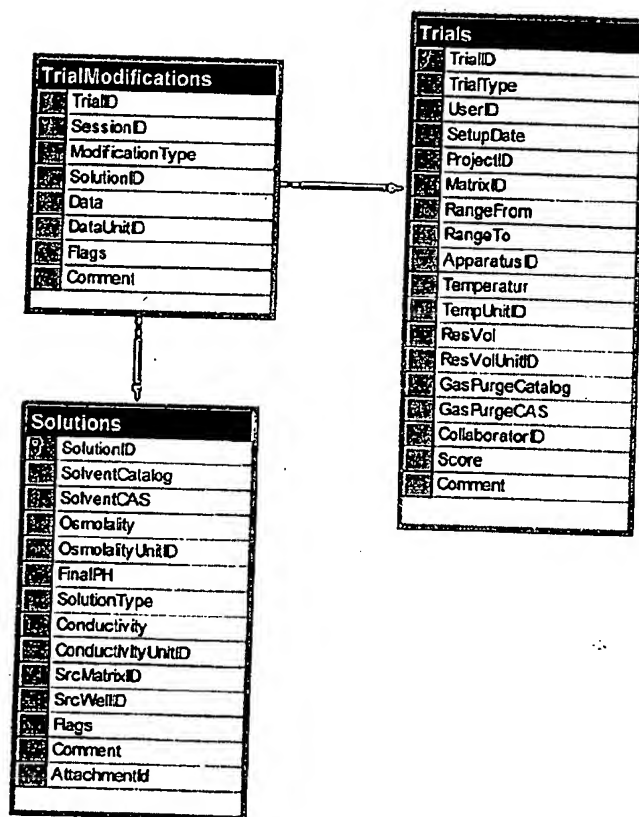 TrialModifications
TrialID
SessionID
ModificationType
SolutionID
Data
DataUnitID
Flags
Comment
Trials
TrialID
TrialType
UserID
SetupDate
ProjectID
MatrixID
RangeFrom
RangeTo
ApparatusID
Temperatur
TempUnitID
ResVol
ResVolUnitID
GasPurgeCatalog
GasPurgeCAS
CollaboratorID
Score
Comment
Solutions
SolutionID
SolventCatalog
SolventCAS
Osmolality
OsmolalityUnitID
FinalPH
SolutionType
Conductivity
ConductivityUnitID
SrcMatrixID
SrcWellID
Flags
Comment
AttachmentId